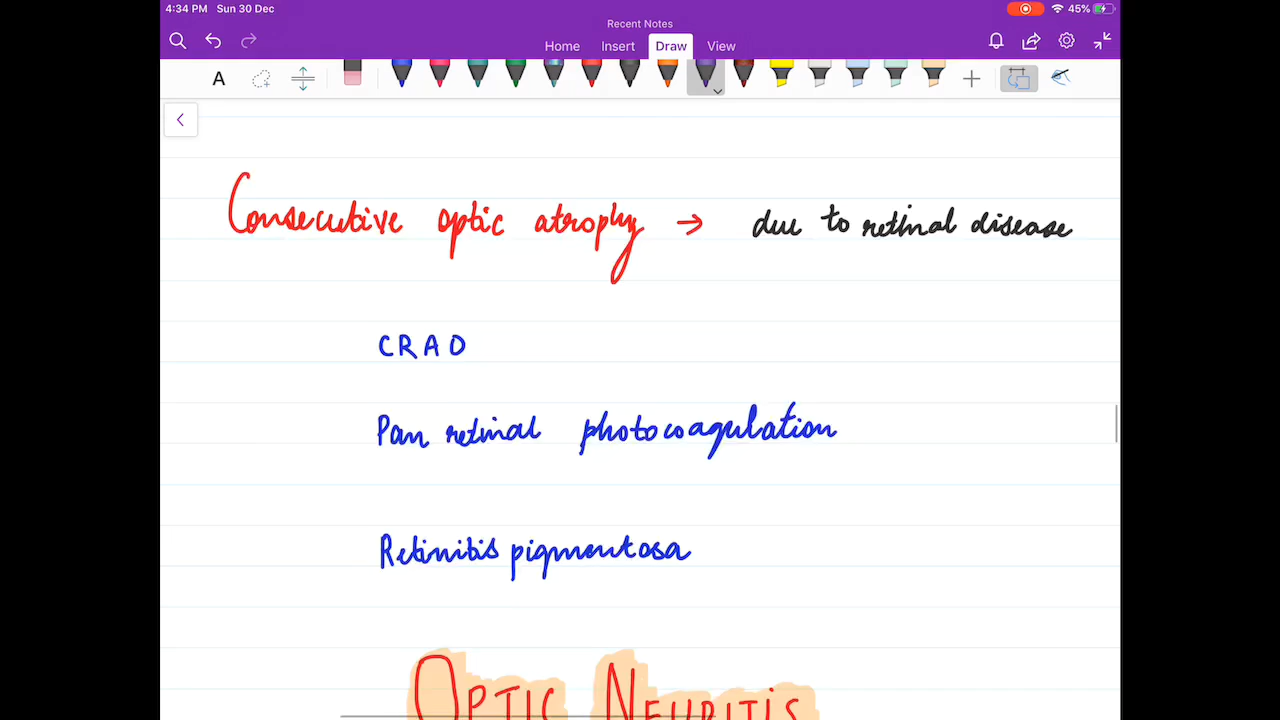 4:34 PM Sun 30 Dec
45%
Recent Notes
Home Insert Draw View
A
Consecutive optic atrophy → due to retinal disease
CRAO
Pan retinal photocoagulation
Retinitis pigmentosa
OPTIC NEURITIS